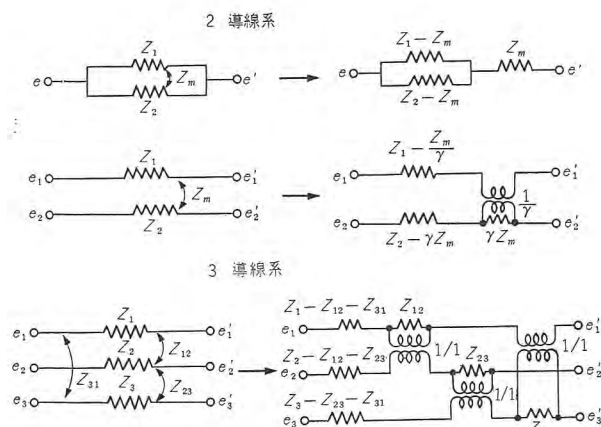 2 導線系
Z₁
Zₘ
Z₂
e
e'
Z₁−Zₘ
Z₂−Zₘ
Zₘ
e
e'
Z₁
Zₘ
Z₂
e₁
e₂
e₁'
e₂'
Z₁−Zₘ/γ
1/γ
Z₂−γZₘ
γZₘ
e₁
e₂
e₁'
e₂'
3 導線系
Z₁
Z₂
Z₃
Z₁₂
Z₂₃
Z₃₁
e₁
e₂
e₃
e₁'
e₂'
e₃'
Z₁−Z₁₂−Z₃₁
Z₁₂
e₁
1/1
1/1
e₁'
Z₂−Z₁₂−Z₂₃
Z₂₃
e₂
e₂'
1/1
Z₃−Z₂₃−Z₃₁
e₃
e₃'